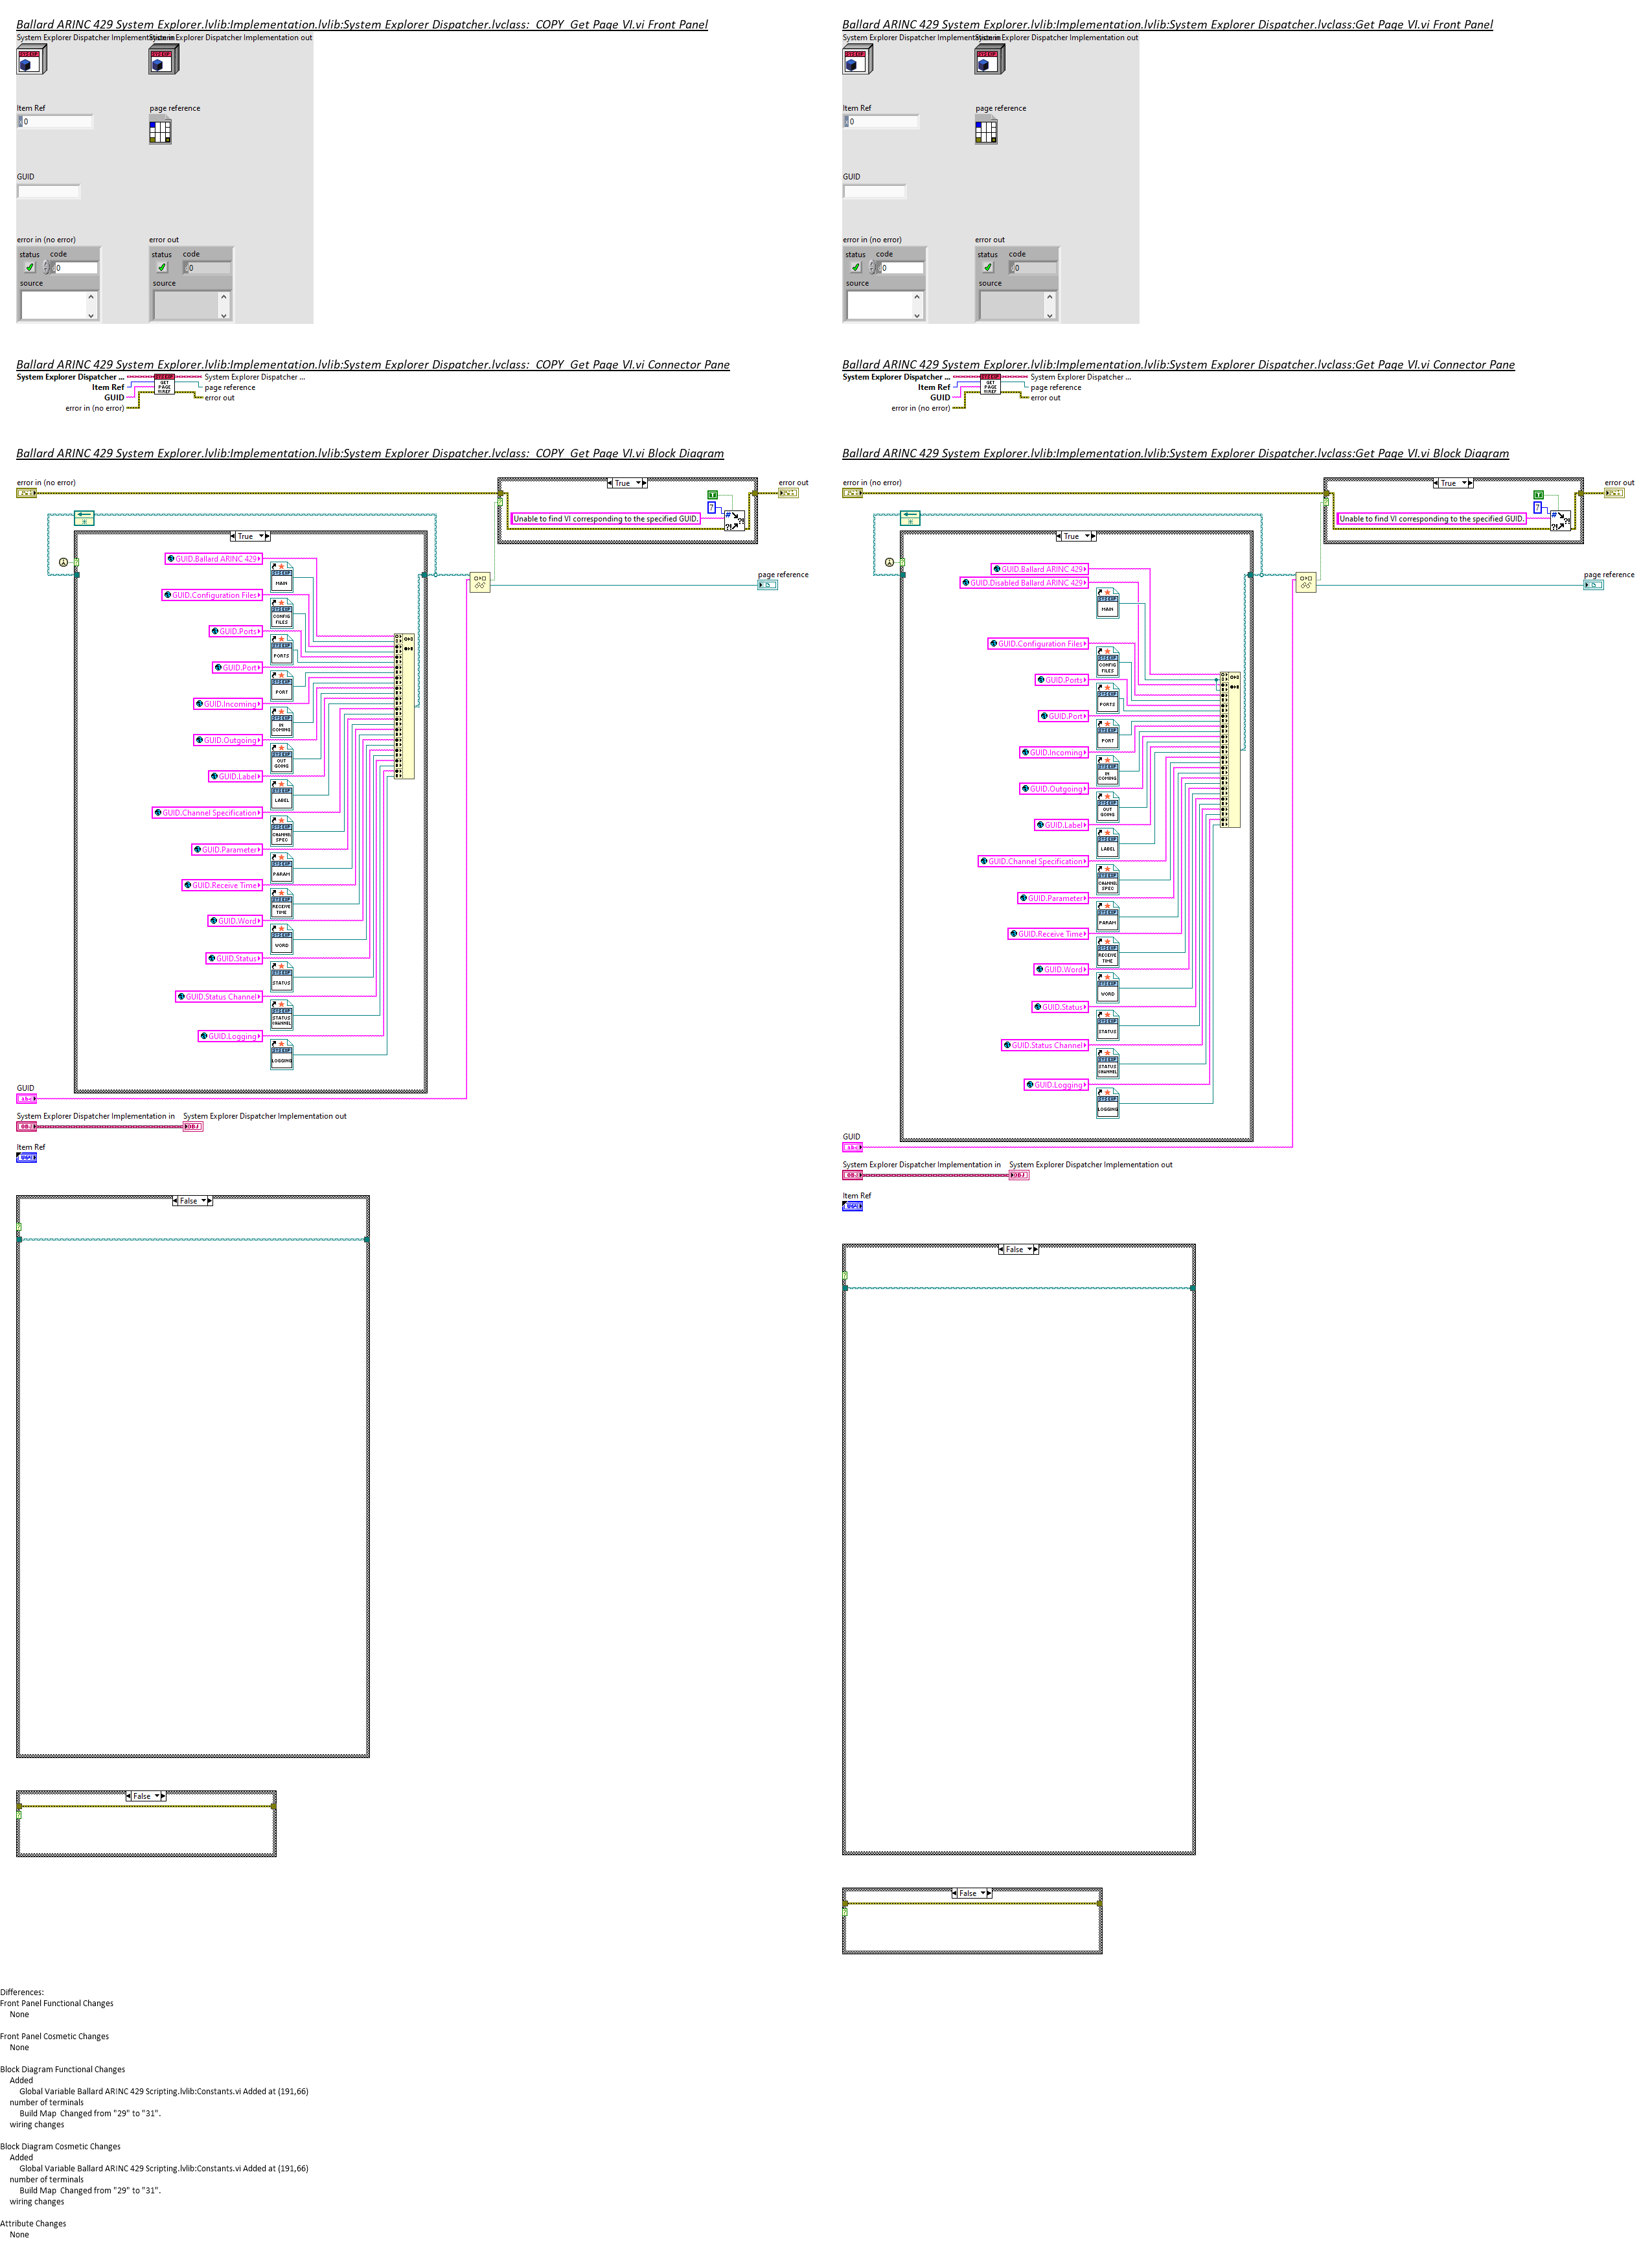 Ballard ARINC 429 System Explorer.lvlib:Implementation.lvlib:System Explorer Dispatcher.lvclass:_COPY_Get Page VI.vi Front Panel
System Explorer Dispatcher Implementation out
Item Ref
page reference
0
GUID
error in (no error)
error out
status code
status code
0
0
source
source
Ballard ARINC 429 System Explorer.lvlib:Implementation.lvlib:System Explorer Dispatcher.lvclass:_COPY_Get Page VI.vi Connector Pane
System Explorer Dispatcher ...
System Explorer Dispatcher ...
GET
PAGE
Item Ref
page reference
GUID
error out
error in (no error)
Ballard ARINC 429 System Explorer.lvlib:Implementation.lvlib:System Explorer Dispatcher.lvclass:_COPY_Get Page VI.vi Block Diagram
error in (no error)
True
error out
Unable to find VI corresponding to the specified GUID.
True
GUID.Ballard ARINC 429
MAIN
page reference
GUID.Configuration Files
CONFIG
FILES
GUID.Ports
PORTS
GUID.Port
PORT
GUID.Incoming
IN
COMING
GUID.Outgoing
OUT
GOING
GUID.Label
LABEL
GUID.Channel Specification
CHANNEL
SPEC
GUID.Parameter
PARAM
GUID.Receive Time
RECEIVE
TIME
GUID.Word
WORD
GUID.Status
STATUS
GUID.Status Channel
STATUS
CHANNEL
GUID.Logging
LOGGING
GUID
abc
System Explorer Dispatcher Implementation in
System Explorer Dispatcher Implementation out
OBJ
OBJ
Item Ref
False
False
Ballard ARINC 429 System Explorer.lvlib:Implementation.lvlib:System Explorer Dispatcher.lvclass:Get Page VI.vi Front Panel
System Explorer Dispatcher Implementation out
Item Ref
page reference
0
GUID
error in (no error)
error out
status code
status code
0
0
source
source
Ballard ARINC 429 System Explorer.lvlib:Implementation.lvlib:System Explorer Dispatcher.lvclass:Get Page VI.vi Connector Pane
System Explorer Dispatcher ...
System Explorer Dispatcher ...
GET
PAGE
Item Ref
page reference
GUID
error out
error in (no error)
Ballard ARINC 429 System Explorer.lvlib:Implementation.lvlib:System Explorer Dispatcher.lvclass:Get Page VI.vi Block Diagram
error in (no error)
True
error out
Unable to find VI corresponding to the specified GUID.
True
GUID.Ballard ARINC 429
page reference
GUID.Disabled Ballard ARINC 429
MAIN
GUID.Configuration Files
CONFIG
FILES
GUID.Ports
PORTS
GUID.Port
PORT
GUID.Incoming
IN
COMING
GUID.Outgoing
OUT
GOING
GUID.Label
LABEL
GUID.Channel Specification
CHANNEL
SPEC
GUID.Parameter
PARAM
GUID.Receive Time
RECEIVE
TIME
GUID.Word
WORD
GUID.Status
STATUS
GUID.Status Channel
STATUS
CHANNEL
GUID.Logging
LOGGING
GUID
abc
System Explorer Dispatcher Implementation in
System Explorer Dispatcher Implementation out
OBJ
OBJ
Item Ref
False
False
Differences:
Front Panel Functional Changes
None
Front Panel Cosmetic Changes
None
Block Diagram Functional Changes
Added
Global Variable Ballard ARINC 429 Scripting.lvlib:Constants.vi Added at (191,66)
number of terminals
Build Map Changed from "29" to "31".
wiring changes
Block Diagram Cosmetic Changes
Added
Global Variable Ballard ARINC 429 Scripting.lvlib:Constants.vi Added at (191,66)
number of terminals
Build Map Changed from "29" to "31".
wiring changes
Attribute Changes
None